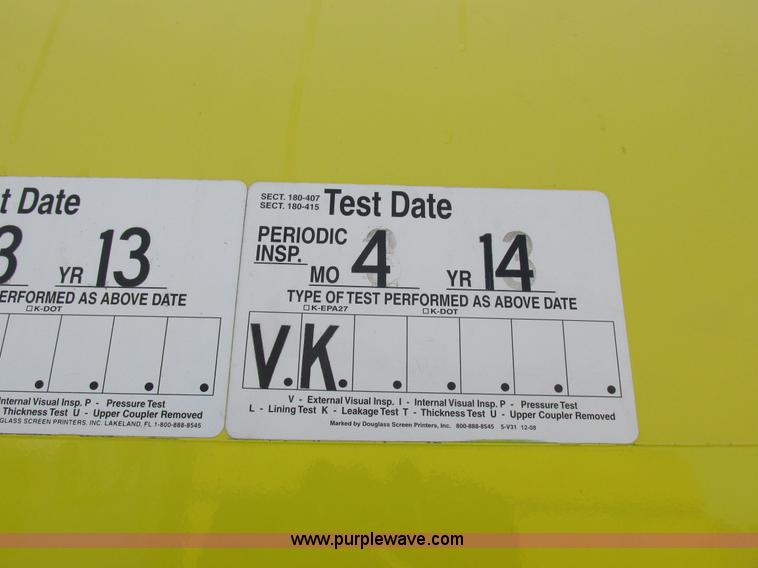 t Date
3 YR 13
ERFORMED AS ABOVE DATE
☐ K-DOT
nternal Visual Insp. P - Pressure Test
Thickness Test U - Upper Coupler Removed
GLASS SCREEN PRINTERS. INC. LAKELAND, FL 1-800-888-8545
SECT. 180-407
SECT. 180-415
Test Date
PERIODIC
INSP.
MO 4 YR 14
TYPE OF TEST PERFORMED AS ABOVE DATE
☐ K-EPA27 ☐ K-DOT
V. K.
V - External Visual Insp. I - Internal Visual Insp. P - Pressure Test
L - Lining Test K - Leakage Test T - Thickness Test U - Upper Coupler Removed
Marked by Douglass Screen Printers, Inc. 800-888-8545 5-V31 12-08
www.purplewave.com